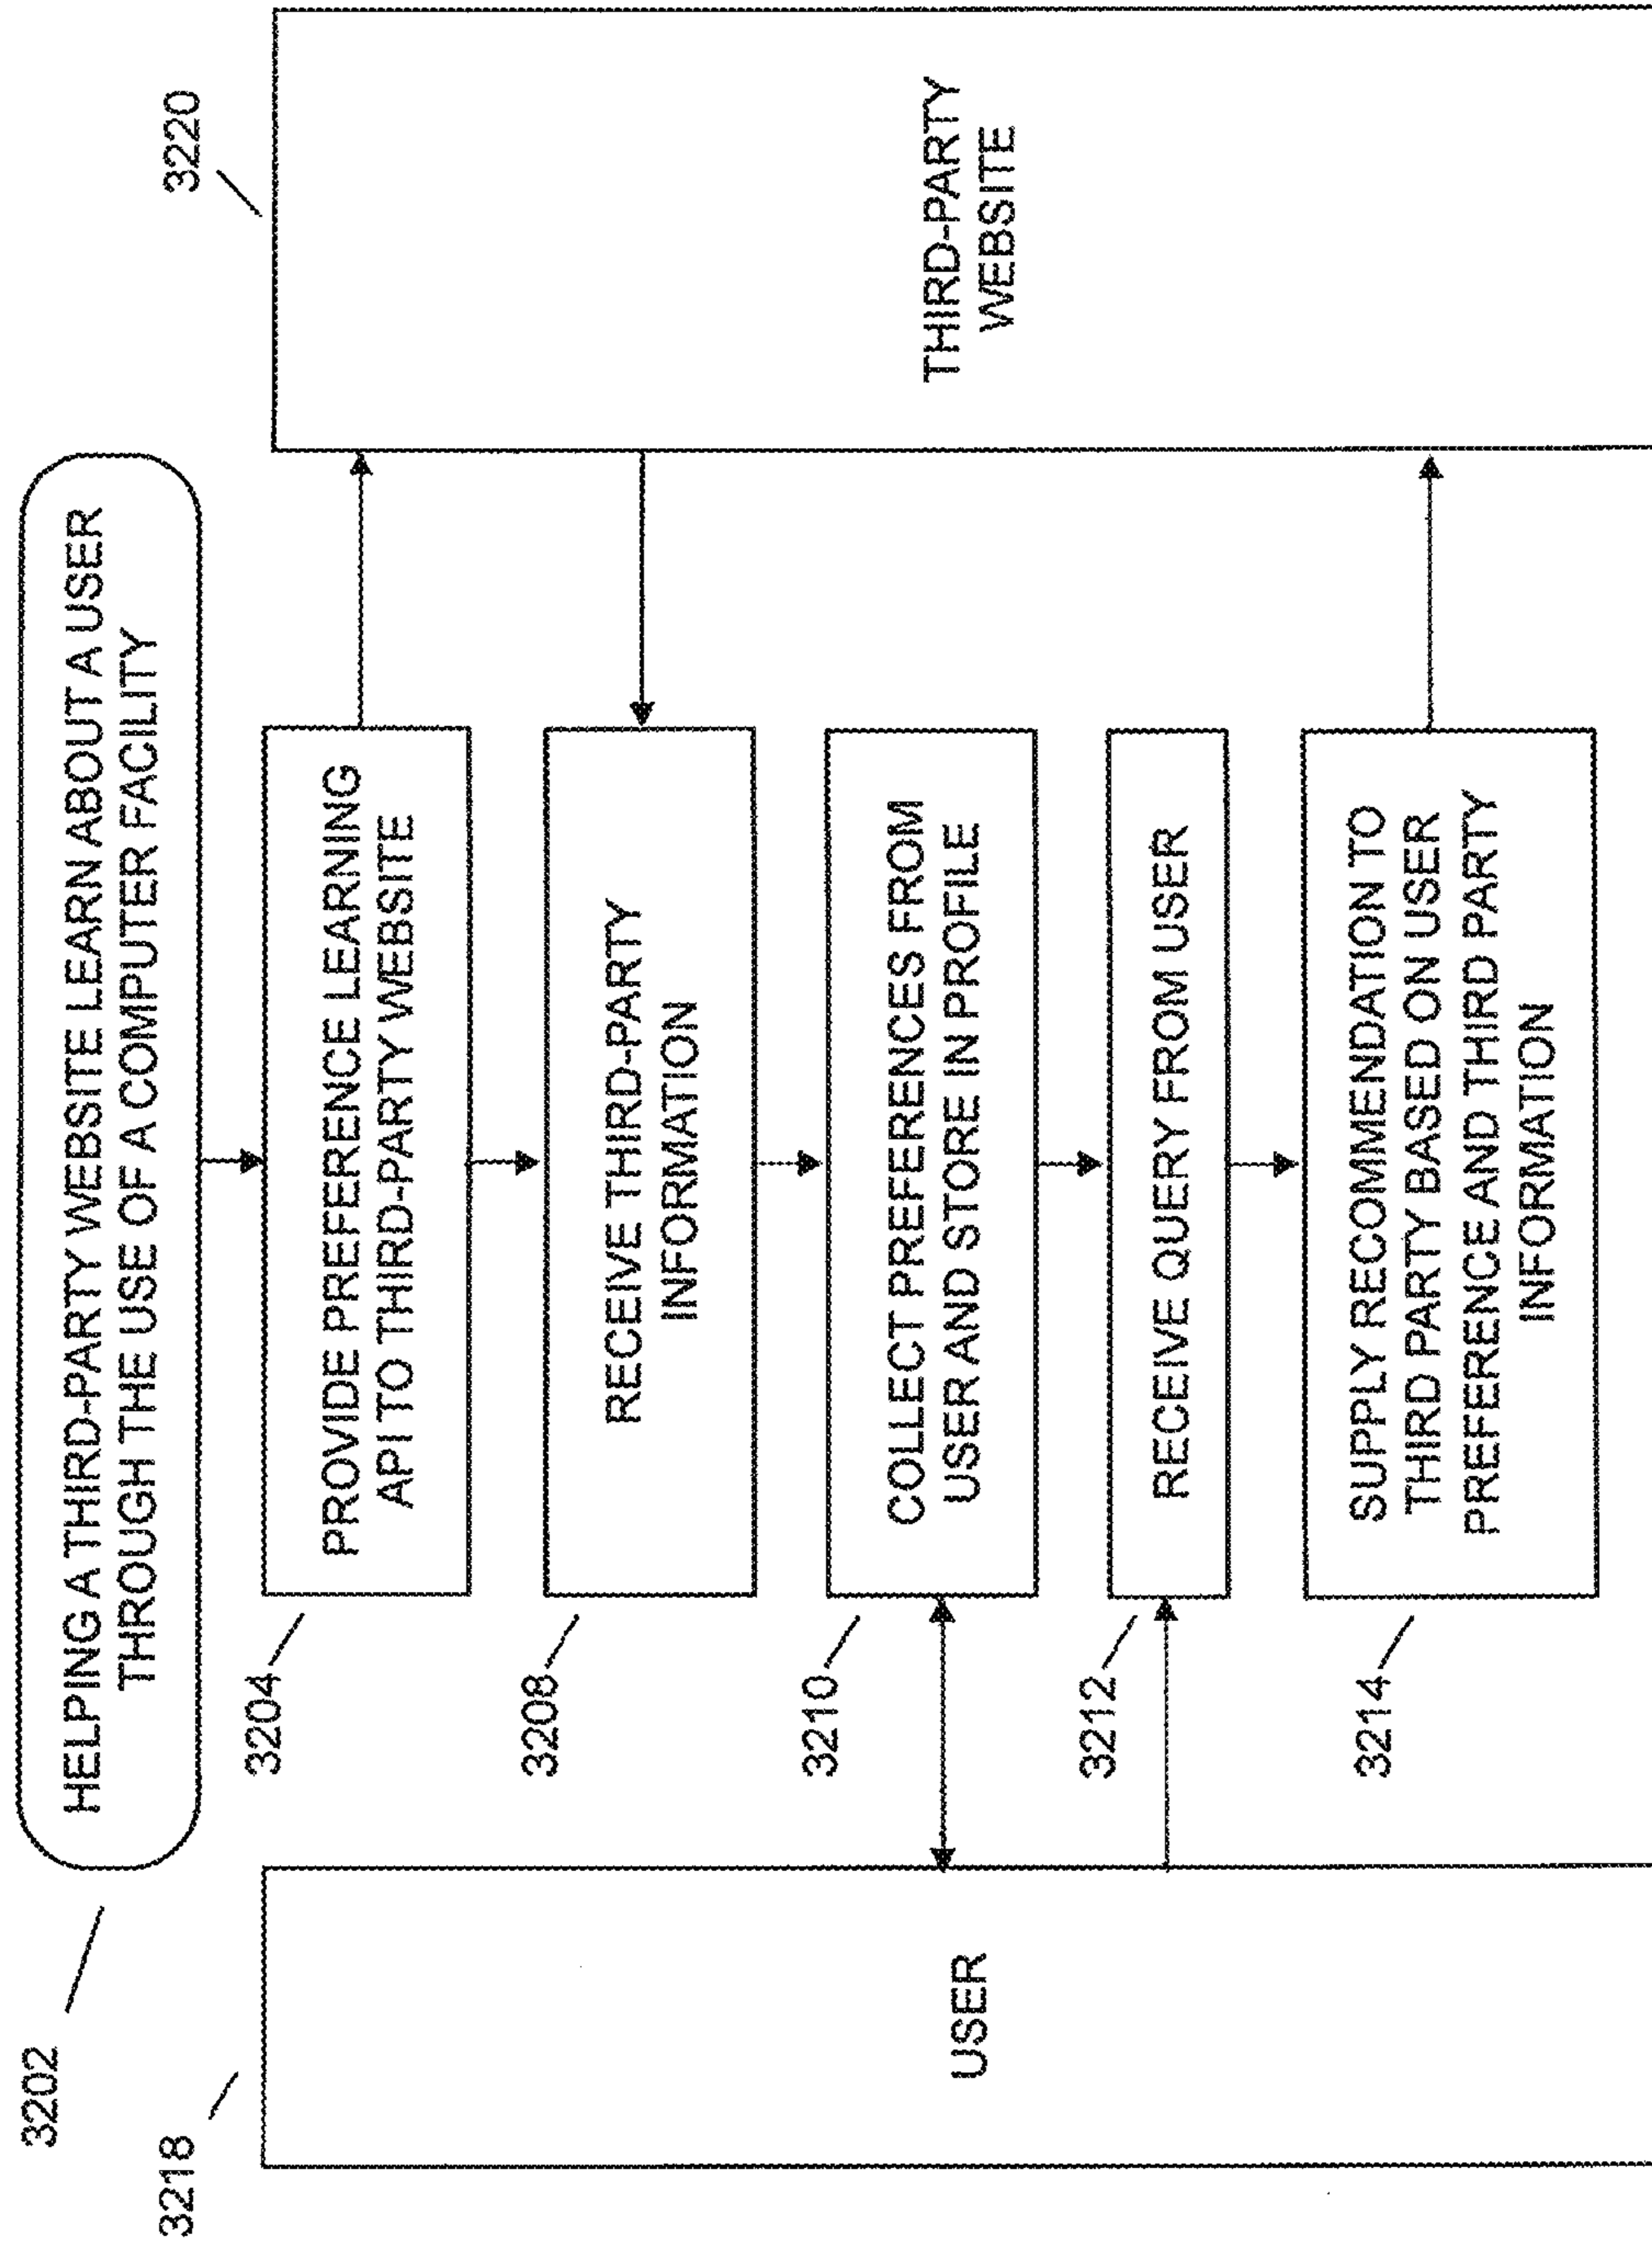 3202
HELPING A THIRD-PARTY WEBSITE LEARN ABOUT A USER
THROUGH THE USE OF A COMPUTER FACILITY
3218
USER
3220
THIRD-PARTY
WEBSITE
3204
PROVIDE PREFERENCE LEARNING
API TO THIRD-PARTY WEBSITE
3208
RECEIVE THIRD-PARTY
INFORMATION
3210
COLLECT PREFERENCES FROM
USER AND STORE IN PROFILE
3212
RECEIVE QUERY FROM USER
3214
SUPPLY RECOMMENDATION TO
THIRD PARTY BASED ON USER
PREFERENCE AND THIRD PARTY
INFORMATION